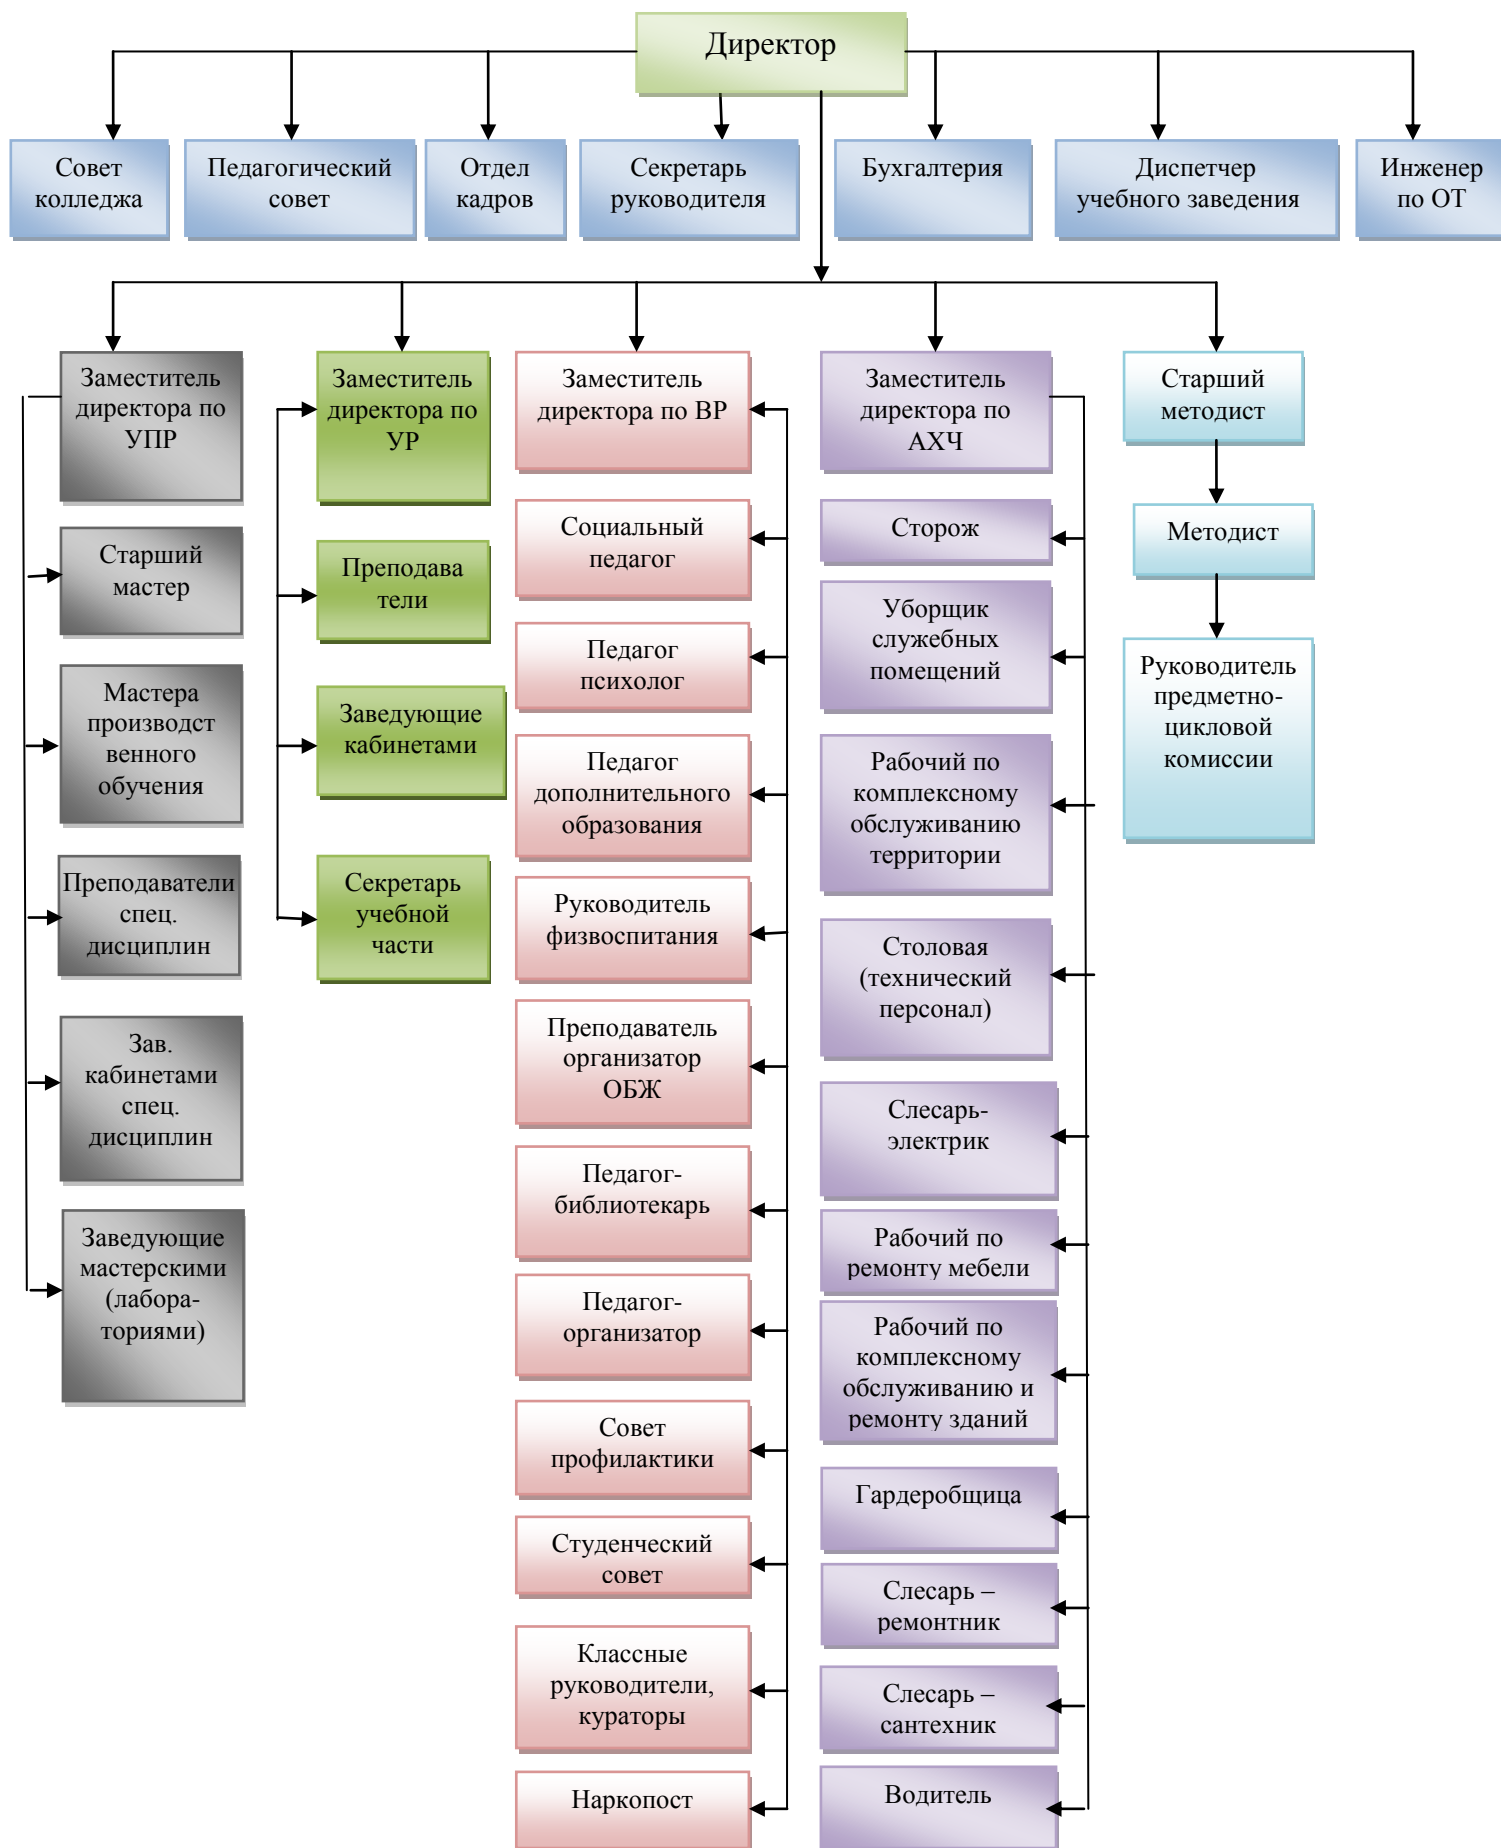 Директор
Совет
колледжа
Педагогический
совет
Отдел
кадров
Секретарь
руководителя
Бухгалтерия
Диспетчер
учебного заведения
Инженер
по ОТ
Заместитель
директора по
УПР
Старший
мастер
Мастера
производст
венного
обучения
Преподаватели
спец.
дисциплин
Зав.
кабинетами
спец.
дисциплин
Заведующие
мастерскими
(лабора-
ториями)
Заместитель
директора по
УР
Преподава
тели
Заведующие
кабинетами
Секретарь
учебной
части
Заместитель
директора по ВР
Социальный
педагог
Педагог
психолог
Педагог
дополнительного
образования
Руководитель
физвоспитания
Преподаватель
организатор
ОБЖ
Педагог-
библиотекарь
Педагог-
организатор
Совет
профилактики
Студенческий
совет
Классные
руководители,
кураторы
Наркопост
Заместитель
директора по
АХЧ
Сторож
Уборщик
служебных
помещений
Рабочий по
комплексному
обслуживанию
территории
Столовая
(технический
персонал)
Слесарь-
электрик
Рабочий по
ремонту мебели
Рабочий по
комплексному
обслуживанию и
ремонту зданий
Гардеробщица
Слесарь –
ремонтник
Слесарь –
сантехник
Водитель
Старший
методист
Методист
Руководитель
предметно-
цикловой
комиссии